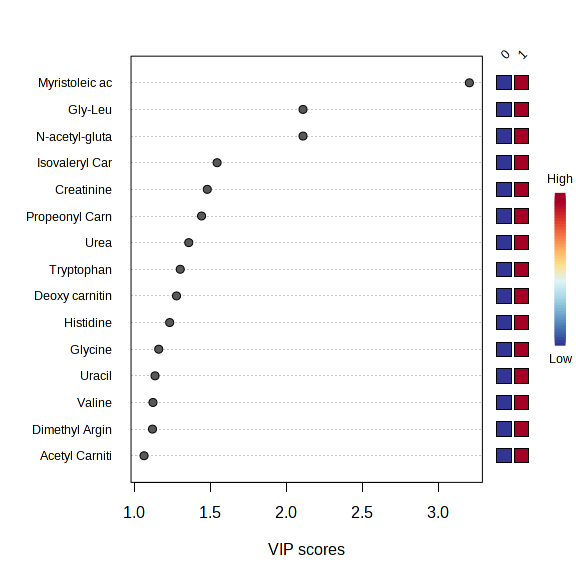 0 1
Myristoleic ac
Gly-Leu
N-acetyl-gluta
Isovaleryl Car
Creatinine
Propeonyl Carn
Urea
Tryptophan
Deoxy carnitin
Histidine
Glycine
Uracil
Valine
Dimethyl Argin
Acetyl Carniti
High
Low
1.0 1.5 2.0 2.5 3.0
VIP scores